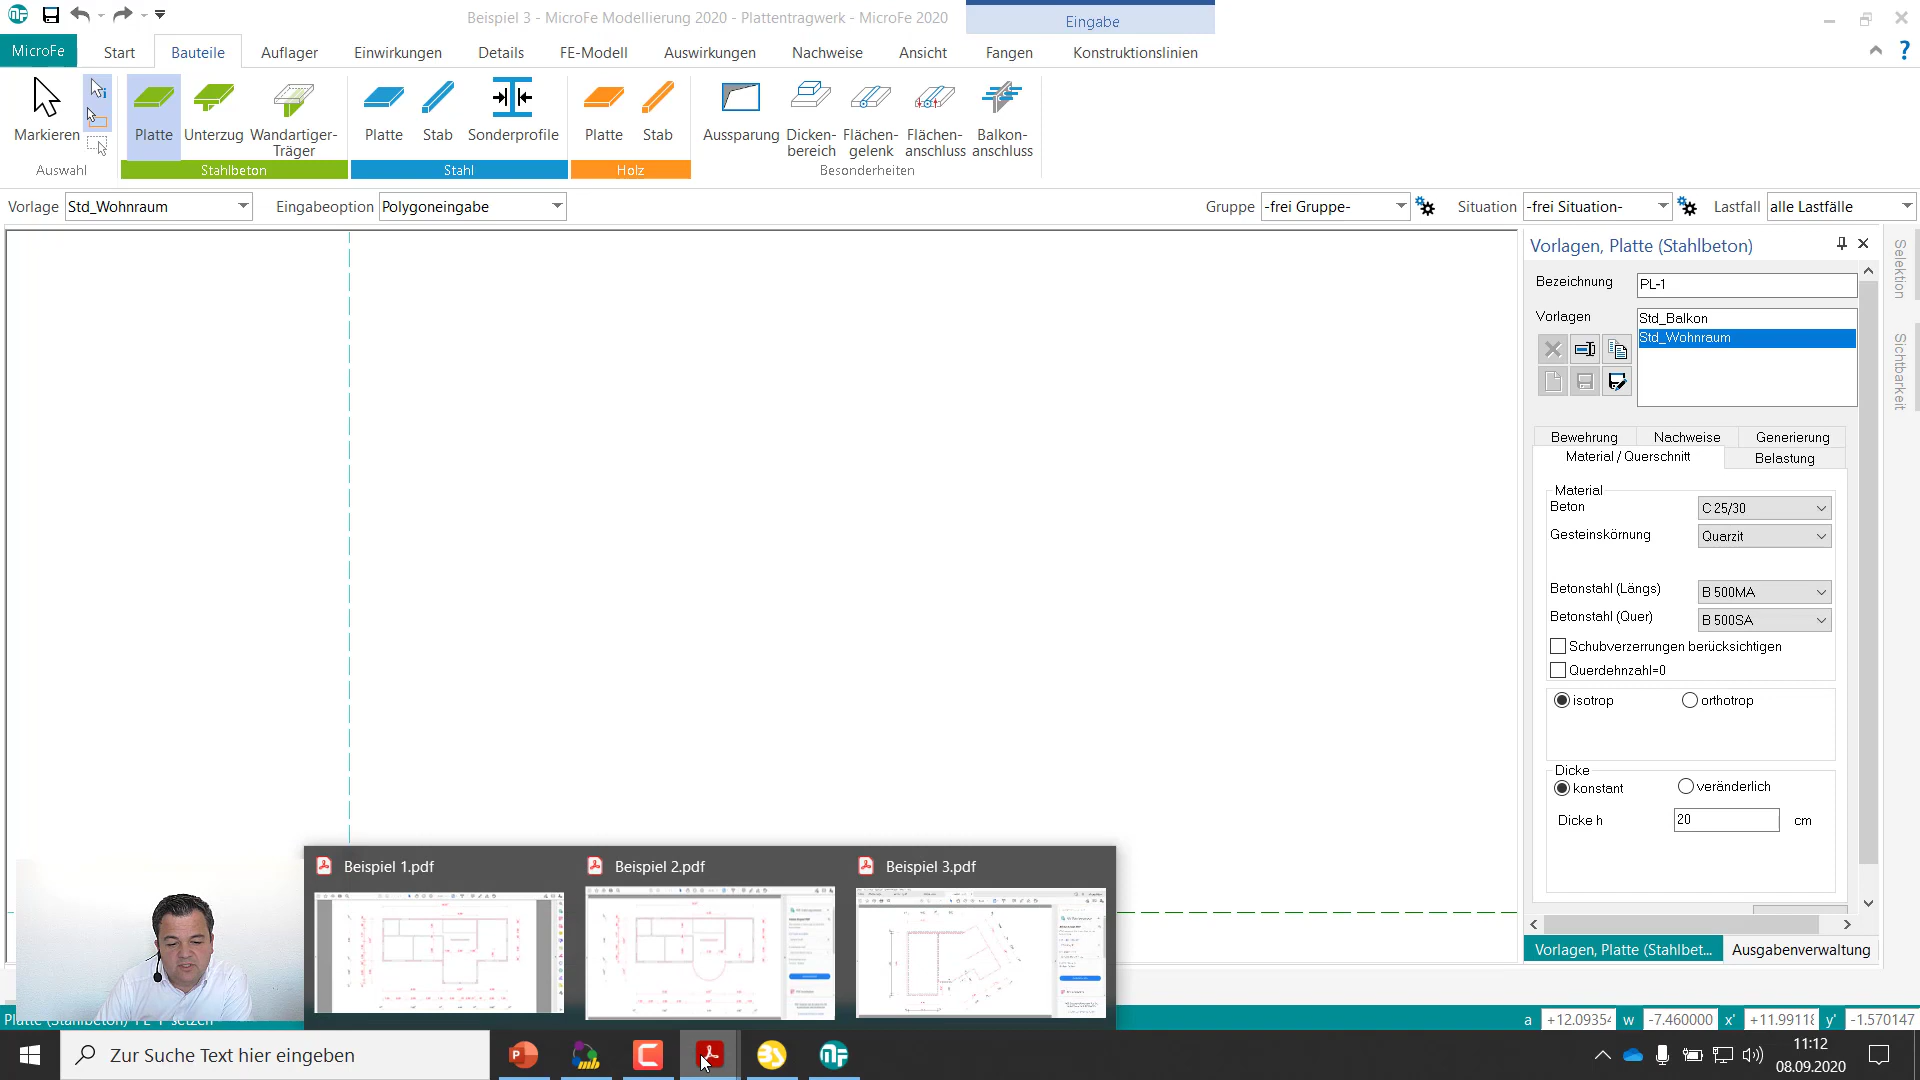 Beispiel 3 - MicroFe Modellierung 2020 - Plattentragwerk - MicroFe 2020
Eingabe
MicroFe Start Bauteile Auflager Einwirkungen Details FE-Modell Auswirkungen Nachweise Ansicht Fangen Konstruktionslinien
Markieren Platte Unterzug Wandartiger- Platte Stab Sonderprofile Platte Stab Aussparung Dicken- Flächen- Flächen- Balkon-
Träger bereich gelenk anschluss anschluss
Auswahl Stahlbeton Stahl Holz Besonderheiten
Vorlage Std_Wohnraum Eingabeoption Polygoneingabe Gruppe -frei Gruppe- Situation -frei Situation- Lastfall alle Lastfälle
Vorlagen, Platte (Stahlbeton)
Selektion
Sichtbarkeit
Bezeichnung PL-1
Vorlagen Std_Balkon
Std_Wohnraum
Bewehrung Nachweise Generierung
Material / Querschnitt Belastung
Material
Beton C 25/30
Gesteinskörnung Quarzit
Betonstahl (Längs) B 500MA
Betonstahl (Quer) B 500SA
Schubverzerrungen berücksichtigen
Querdehnzahl=0
isotrop orthotrop
Dicke
konstant veränderlich
Dicke h 20 cm
Vorlagen, Platte (Stahlbet... Ausgabenverwaltung
Beispiel 1.pdf Beispiel 2.pdf Beispiel 3.pdf
a +12.09354 w -7.460000 x' +11.99118 y' -1.570147
Zur Suche Text hier eingeben
11:12
08.09.2020